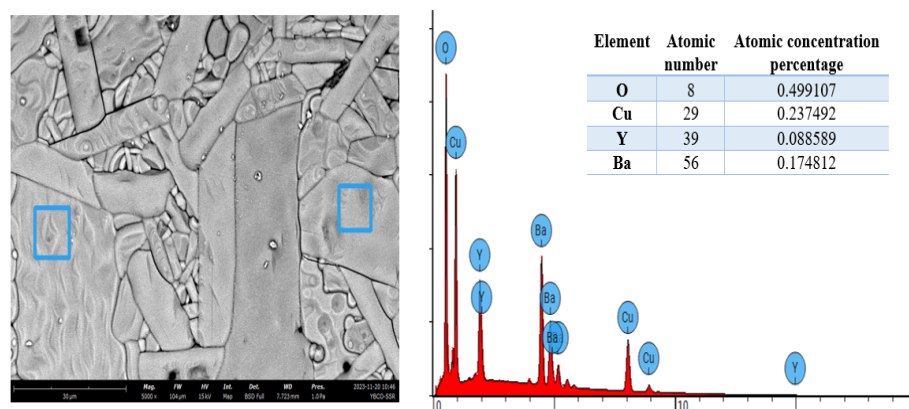 Mag. FW HV Int. Det. WD Pres. 2023-11-20 10:46
30 µm 5000 × 104 µm 15 kV Map BSD Full 7.723 mm 1.0 Pa YBCO-SSR
O
Cu
Y
Y
Ba
Ba
Ba
Cu
Cu
Y
0
10
Element Atomic number Atomic concentration percentage
O 8 0.499107
Cu 29 0.237492
Y 39 0.088589
Ba 56 0.174812